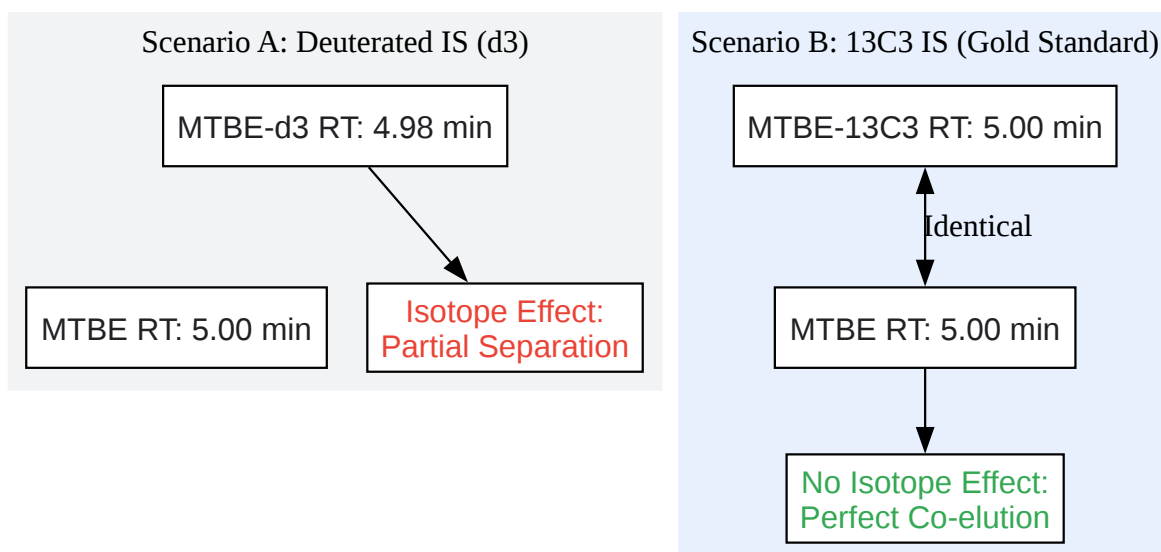 Scenario A: Deuterated IS (d3)
MTBE-d3 RT: 4.98 min
MTBE RT: 5.00 min
Isotope Effect:
Partial Separation
Scenario B: 13C3 IS (Gold Standard)
MTBE-13C3 RT: 5.00 min
Identical
MTBE RT: 5.00 min
No Isotope Effect:
Perfect Co-elution